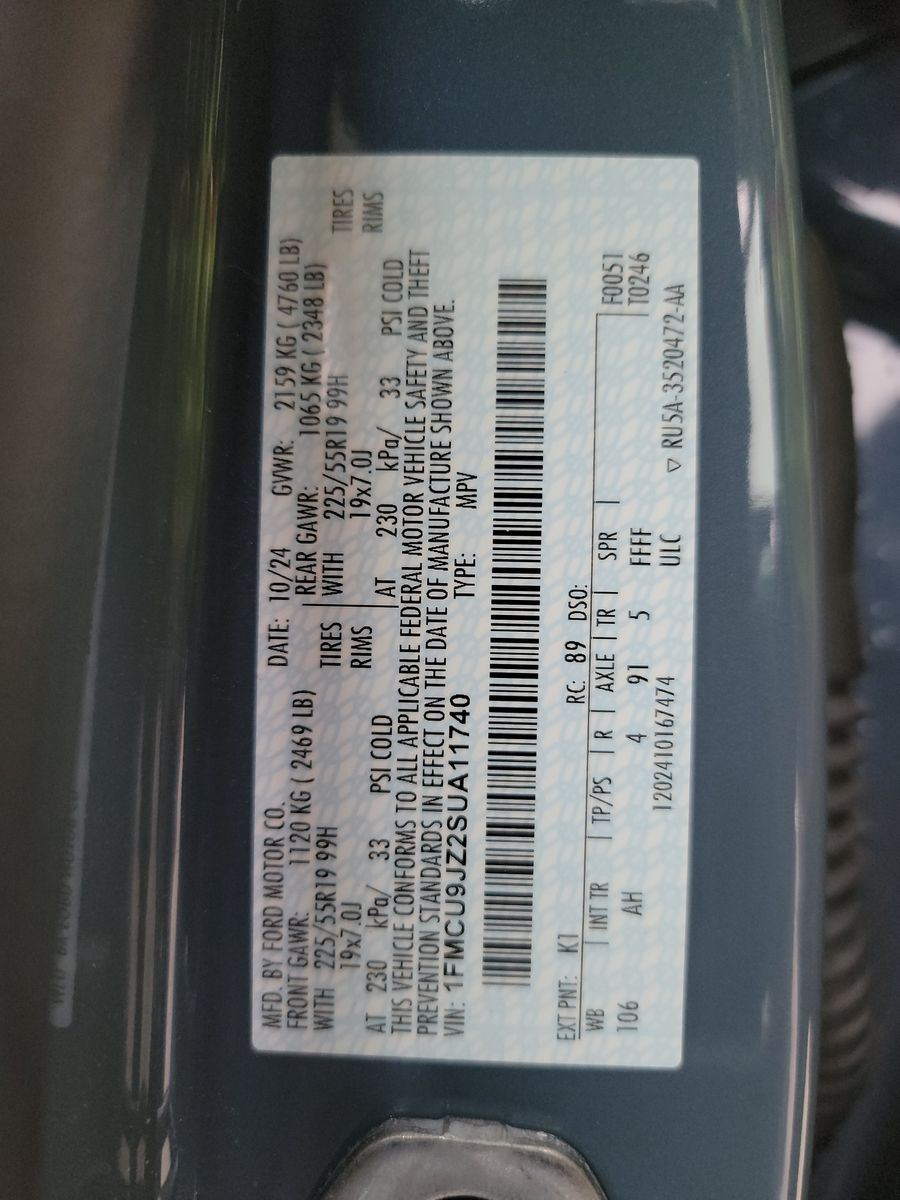 MFD. BY FORD MOTOR CO.
DATE: 10/24 GVWR: 2159 KG ( 4760 LB)
FRONT GAWR: 1120 KG ( 2469 LB)
REAR GAWR: 1065 KG ( 2348 LB)
WITH 225/55R19 99H TIRES
WITH 225/55R19 99H TIRES
19x7.0J RIMS
19x7.0J RIMS
AT 230 kPa/ 33 PSI COLD
AT 230 kPa/ 33 PSI COLD
THIS VEHICLE CONFORMS TO ALL APPLICABLE FEDERAL MOTOR VEHICLE SAFETY AND THEFT
PREVENTION STANDARDS IN EFFECT ON THE DATE OF MANUFACTURE SHOWN ABOVE.
VIN: 1FMCU9JZ2SUA11740 TYPE: MPV
EXT PNT: K1 RC: 89 DSO:
WB INT TR TP/PS R AXLE TR SPR F0051
106 AH 4 91 5 FFFF T0246
120241016 7474 ULC
▽ RU5A-3520472-AA